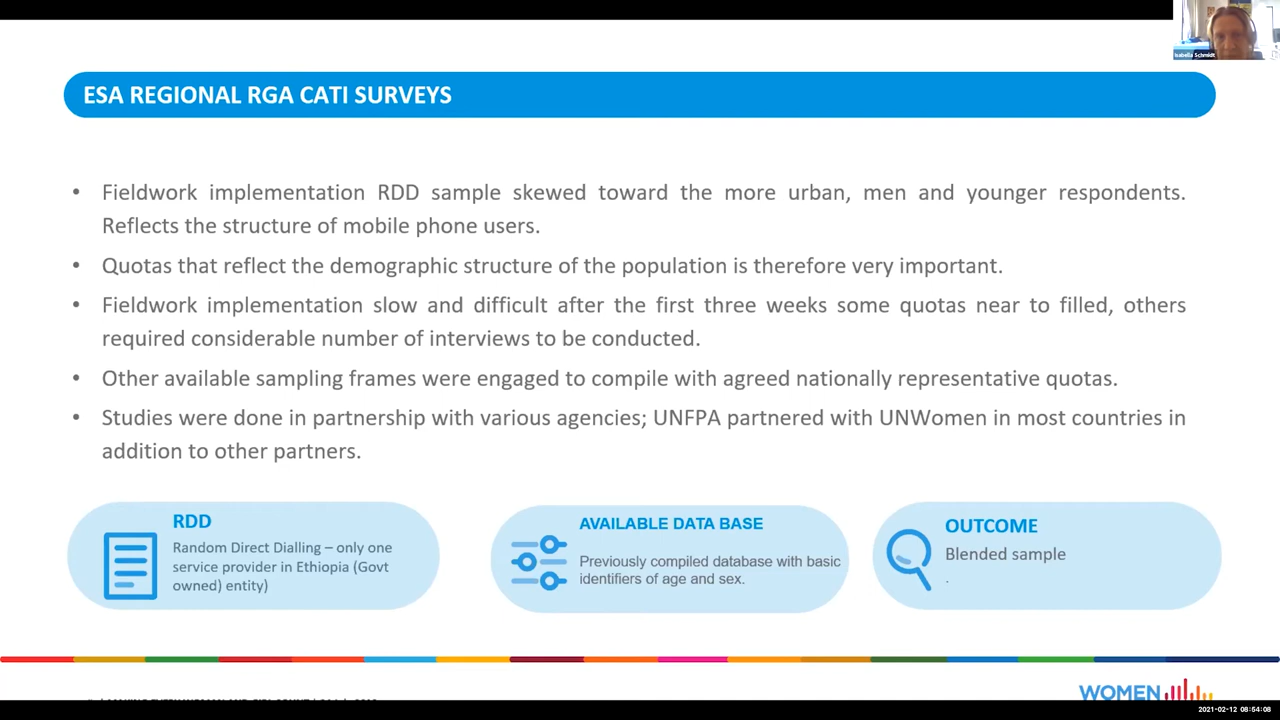 Isabella Schmidt
ESA REGIONAL RGA CATI SURVEYS
• Fieldwork implementation RDD sample skewed toward the more urban, men and younger respondents.
Reflects the structure of mobile phone users.
• Quotas that reflect the demographic structure of the population is therefore very important.
• Fieldwork implementation slow and difficult after the first three weeks some quotas near to filled, others
required considerable number of interviews to be conducted.
• Other available sampling frames were engaged to compile with agreed nationally representative quotas.
• Studies were done in partnership with various agencies; UNFPA partnered with UNWomen in most countries in
addition to other partners.
RDD
Random Direct Dialling – only one
service provider in Ethiopia (Govt
owned) entity)
AVAILABLE DATA BASE
Previously compiled database with basic
identifiers of age and sex.
OUTCOME
Blended sample
.
WOMEN
2021-02-12 08:54:08